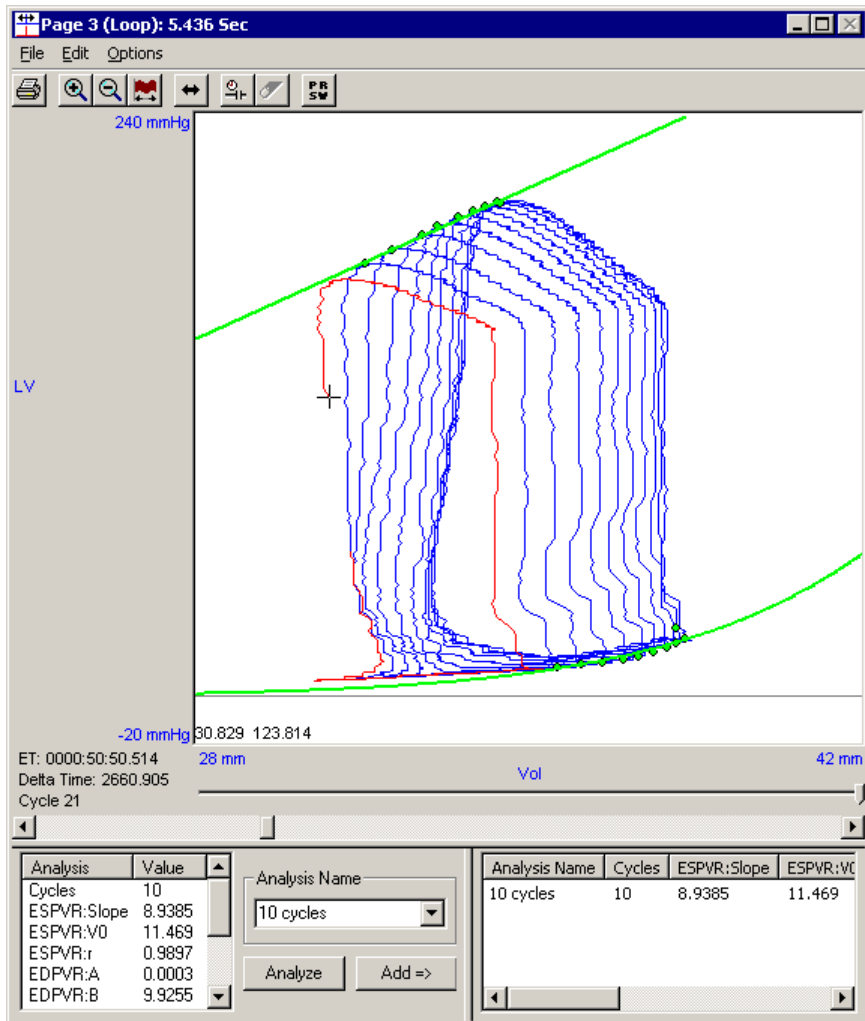 Page 3 (Loop): 5.436 Sec
File Edit Options
PR
SW
240 mmHg
LV
-20 mmHg
30.829 123.814
ET: 0000:50:50.514
28 mm
Vol
42 mm
Delta Time: 2660.905
Cycle 21
Analysis Value
Cycles 10
ESPVR:Slope 8.9385
ESPVR:V0 11.469
ESPVR:r 0.9897
EDPVR:A 0.0003
EDPVR:B 9.9255
Analysis Name
10 cycles
Analyze
Add =>
Analysis Name Cycles ESPVR:Slope ESPVR:V0
10 cycles 10 8.9385 11.469